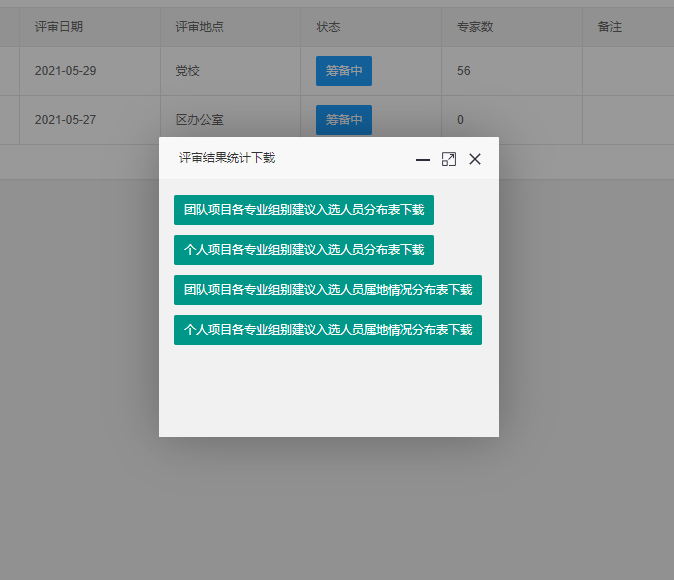 评审日期 评审地点 状态 专家数 备注
2021-05-29 党校 筹备中 56
2021-05-27 区办公室 筹备中 0
评审结果统计下载
团队项目各专业组别建议入选人员分布表下载
个人项目各专业组别建议入选人员分布表下载
团队项目各专业组别建议入选人员属地情况分布表下载
个人项目各专业组别建议入选人员属地情况分布表下载